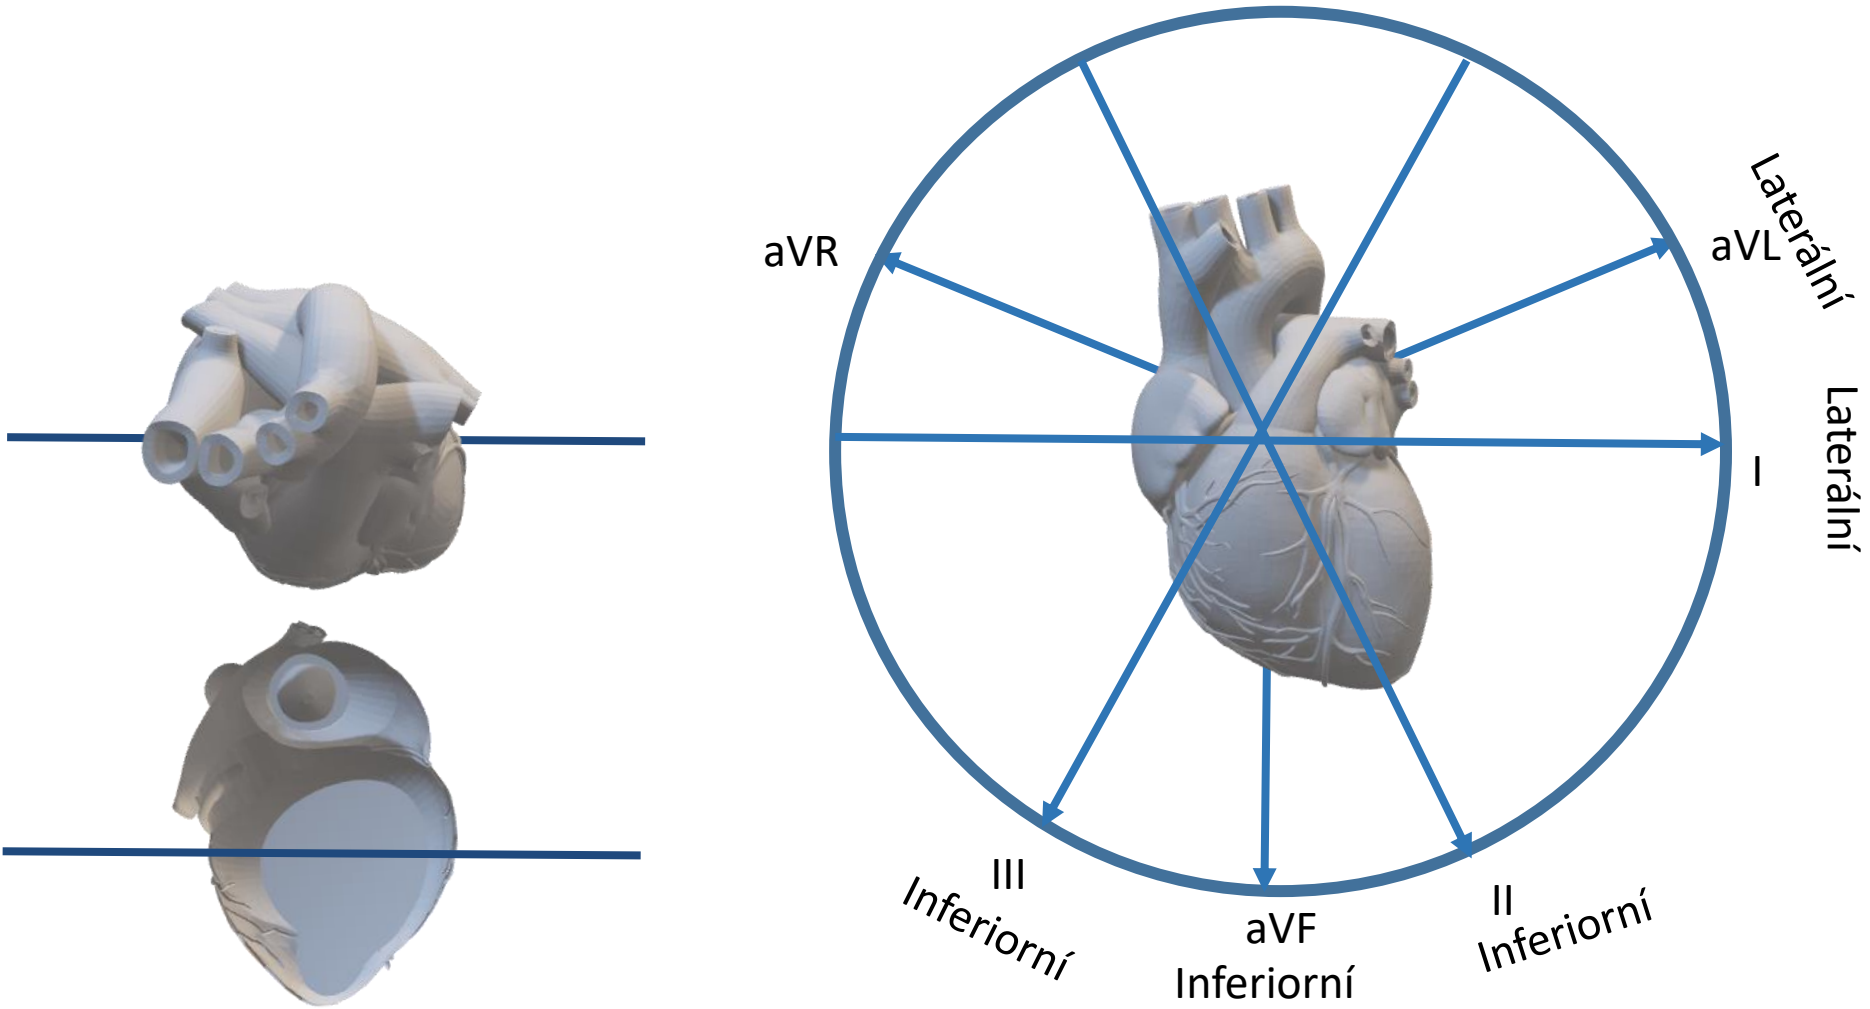 Laterální
aVR
aVL
Laterální
I
III
Inferiorní
II
Inferiorní
aVF
Inferiorní